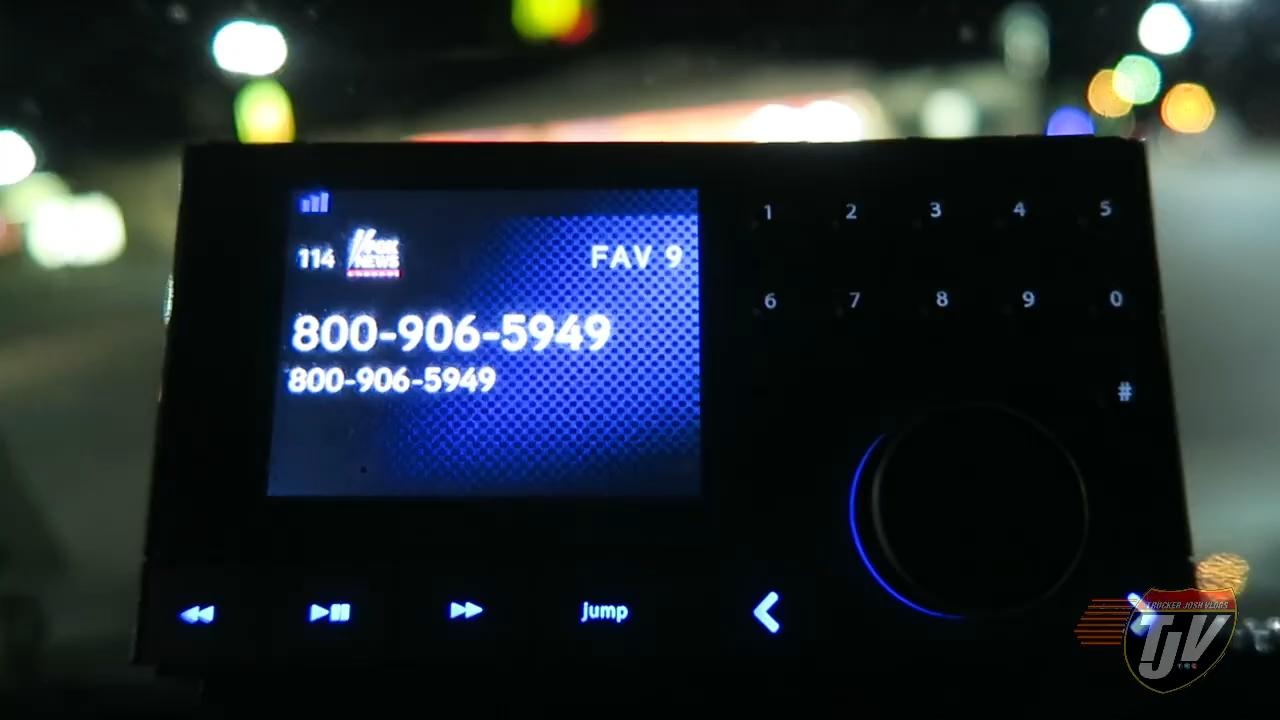 114 FOX NEWS FAV 9
800-906-5949
800-906-5949
1 2 3 4 5
6 7 8 9 0
#
jump
TRUCKER JOSH VLOGS
TJV